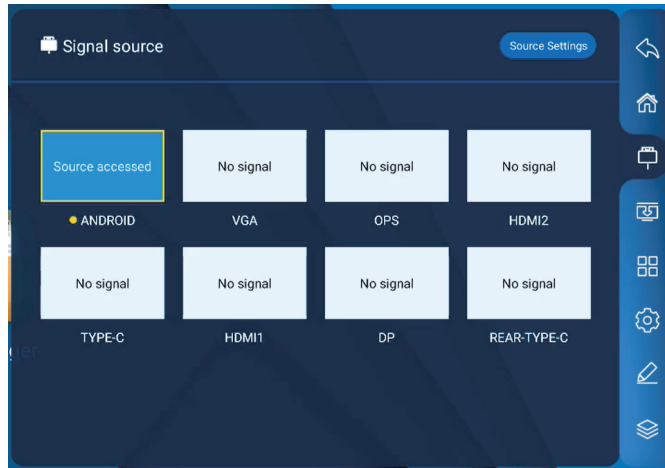 Signal source
Source Settings
Source accessed
No signal
No signal
No signal
ANDROID
VGA
OPS
HDMI2
No signal
No signal
No signal
No signal
TYPE-C
HDMI1
DP
REAR-TYPE-C
ger